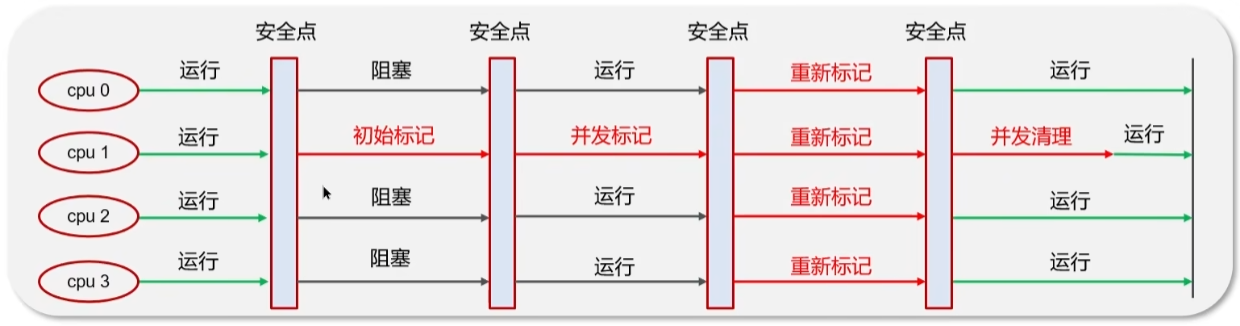 安全点 安全点 安全点 安全点
cpu 0 运行 阻塞 运行 重新标记 运行
cpu 1 运行 初始标记 并发标记 重新标记 并发清理 运行
cpu 2 运行 阻塞 运行 重新标记 运行
cpu 3 运行 阻塞 运行 重新标记 运行